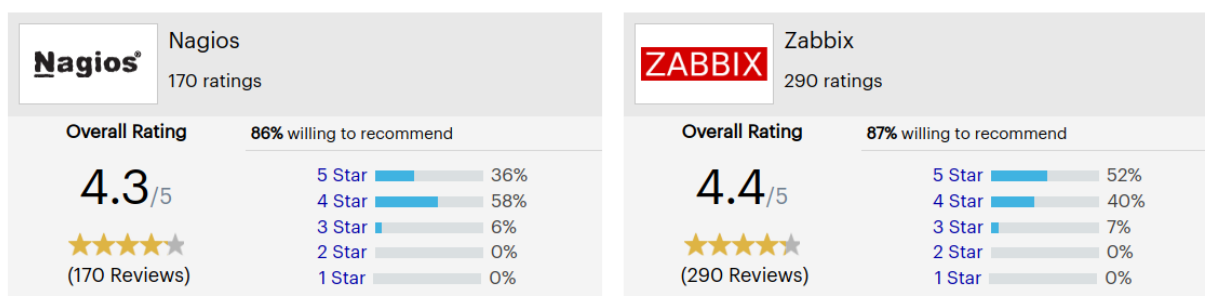 Nagios®
Nagios
170 ratings
Overall Rating
86% willing to recommend
4.3/5
5 Star 36%
4 Star 58%
3 Star 6%
2 Star 0%
1 Star 0%
(170 Reviews)
ZABBIX
Zabbix
290 ratings
Overall Rating
87% willing to recommend
4.4/5
5 Star 52%
4 Star 40%
3 Star 7%
2 Star 0%
1 Star 0%
(290 Reviews)